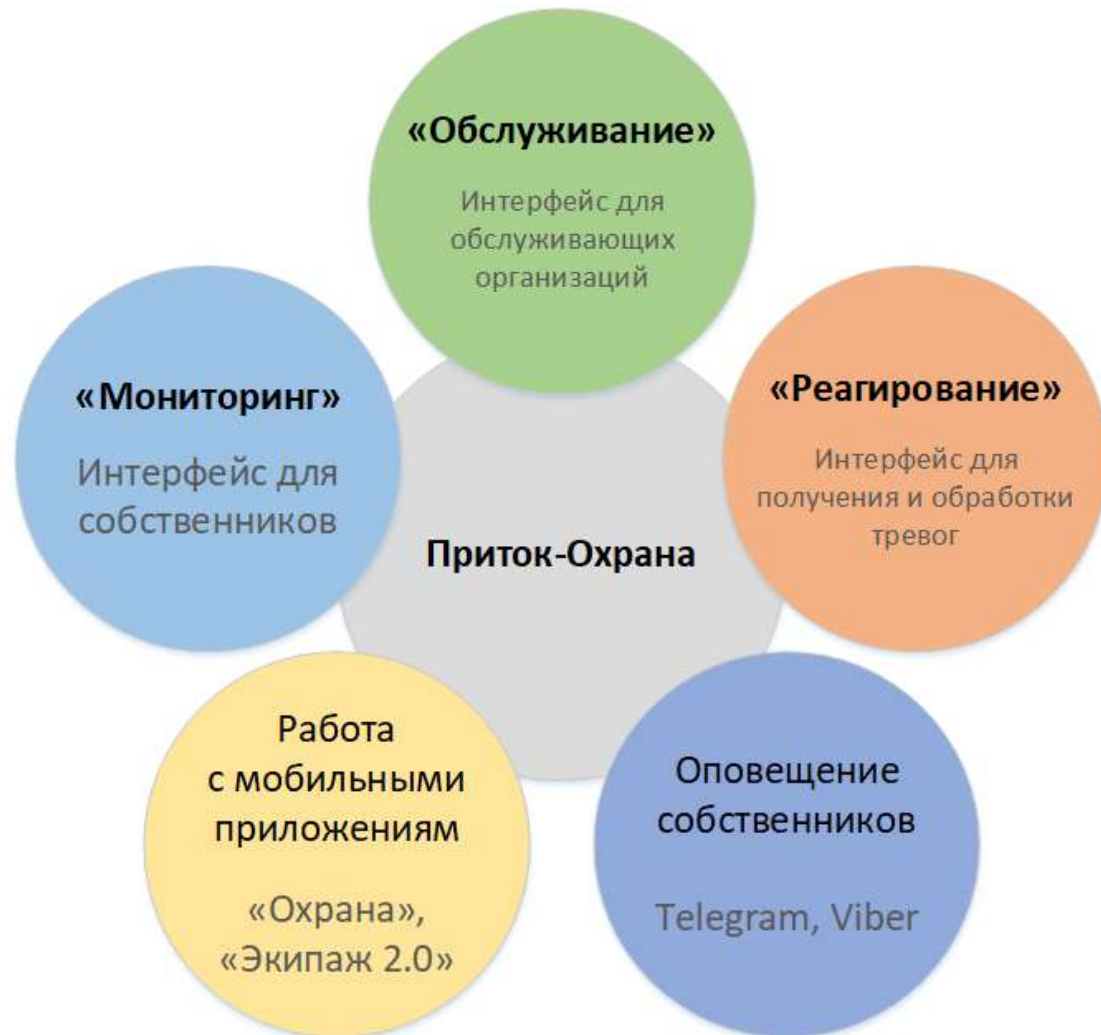 «Обслуживание»
Интерфейс для
обслуживающих
организаций
«Мониторинг»
Интерфейс для
собственников
«Реагирование»
Интерфейс для
получения и обработки
тревог
Приток-Охрана
Работа
с мобильными
приложениям
«Охрана»,
«Экипаж 2.0»
Оповещение
собственников
Telegram, Viber